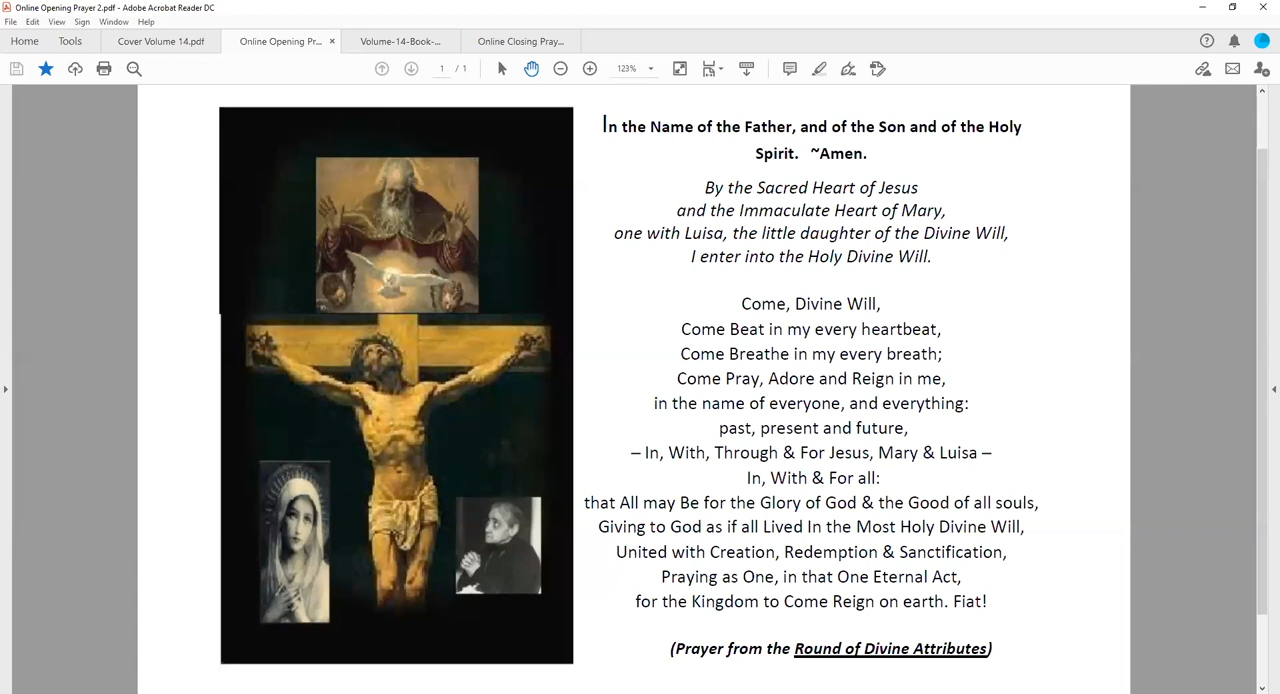 Online Opening Prayer 2.pdf - Adobe Acrobat Reader DC
File Edit View Sign Window Help
Home Tools Cover Volume 14.pdf Online Opening Pr... × Volume-14-Book-... Online Closing Pray...
1 / 1 123%
In the Name of the Father, and of the Son and of the Holy
Spirit. ~Amen.
By the Sacred Heart of Jesus
and the Immaculate Heart of Mary,
one with Luisa, the little daughter of the Divine Will,
I enter into the Holy Divine Will.
Come, Divine Will,
Come Beat in my every heartbeat,
Come Breathe in my every breath;
Come Pray, Adore and Reign in me,
in the name of everyone, and everything:
past, present and future,
– In, With, Through & For Jesus, Mary & Luisa –
In, With & For all:
that All may Be for the Glory of God & the Good of all souls,
Giving to God as if all Lived In the Most Holy Divine Will,
United with Creation, Redemption & Sanctification,
Praying as One, in that One Eternal Act,
for the Kingdom to Come Reign on earth. Fiat!
(Prayer from the Round of Divine Attributes)